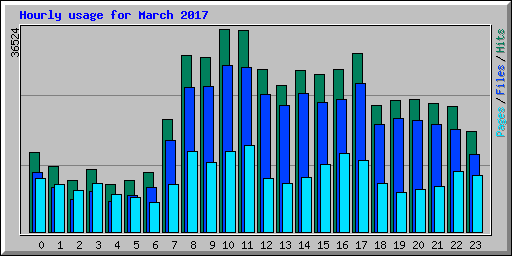 Hourly usage for March 2017
36524
Pages/Files/Hits
0 1 2 3 4 5 6 7 8 9 10 11 12 13 14 15 16 17 18 19 20 21 22 23